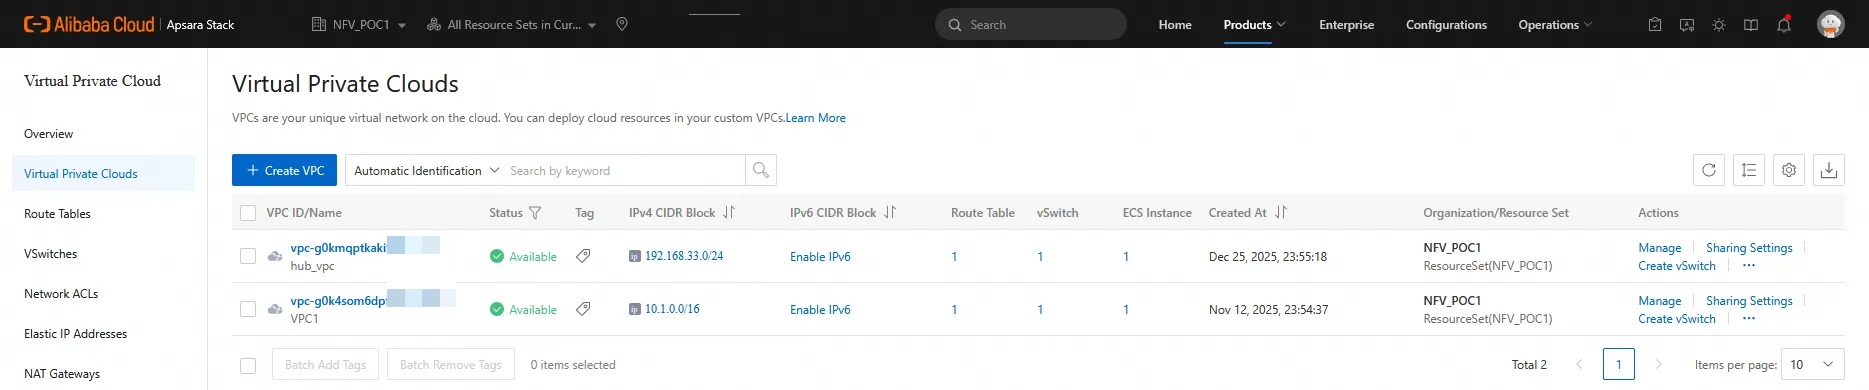 Alibaba Cloud | Apsara Stack NFV_POC1 All Resource Sets in Cur... Search Home Products Enterprise Configurations Operations
Virtual Private Cloud
Overview
Virtual Private Clouds
Route Tables
VSwitches
Network ACLs
Elastic IP Addresses
NAT Gateways
Virtual Private Clouds
VPCs are your unique virtual network on the cloud. You can deploy cloud resources in your custom VPCs.Learn More
+ Create VPC Automatic Identification Search by keyword
VPC ID/Name Status Tag IPv4 CIDR Block IPv6 CIDR Block Route Table vSwitch ECS Instance Created At Organization/Resource Set Actions
vpc-g0kmqptkaki
hub_vpc
Available ip 192.168.33.0/24 Enable IPv6 1 1 1 Dec 25, 2025, 23:55:18
NFV_POC1
ResourceSet(NFV_POC1)
Manage Sharing Settings
Create vSwitch ...
vpc-g0k4som6dp
VPC1
Available ip 10.1.0.0/16 Enable IPv6 1 1 1 Nov 12, 2025, 23:54:37
NFV_POC1
ResourceSet(NFV_POC1)
Manage Sharing Settings
Create vSwitch ...
Batch Add Tags Batch Remove Tags 0 items selected Total 2 1 Items per page: 10